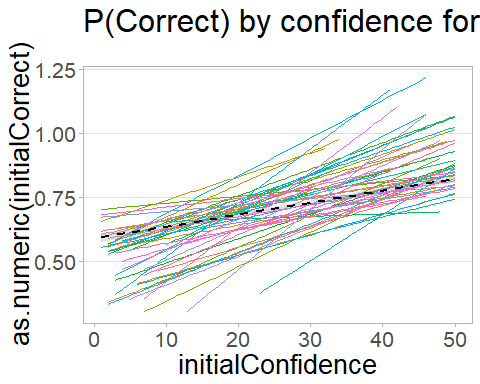 P(Correct) by confidence for
1.25
1.00
0.75
0.50
as.numeric(initialCorrect)
0 10 20 30 40 50
initialConfidence